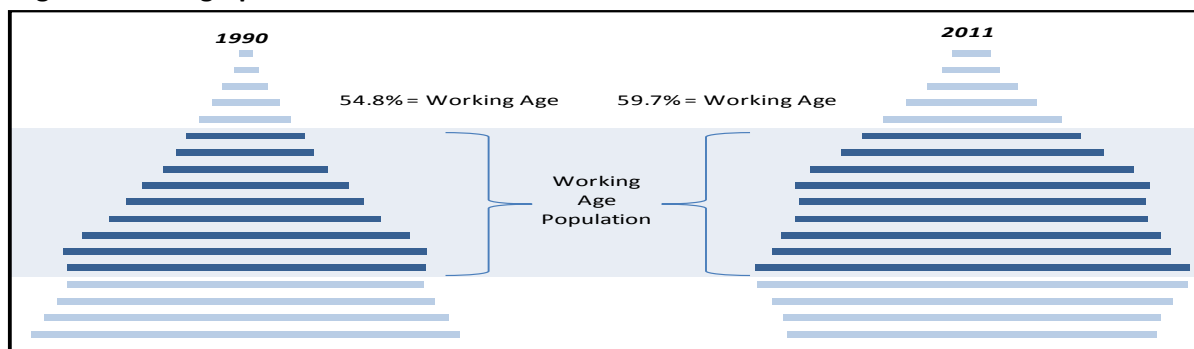 1990
2011
54.8% = Working Age
59.7% = Working Age
Working
Age
Population